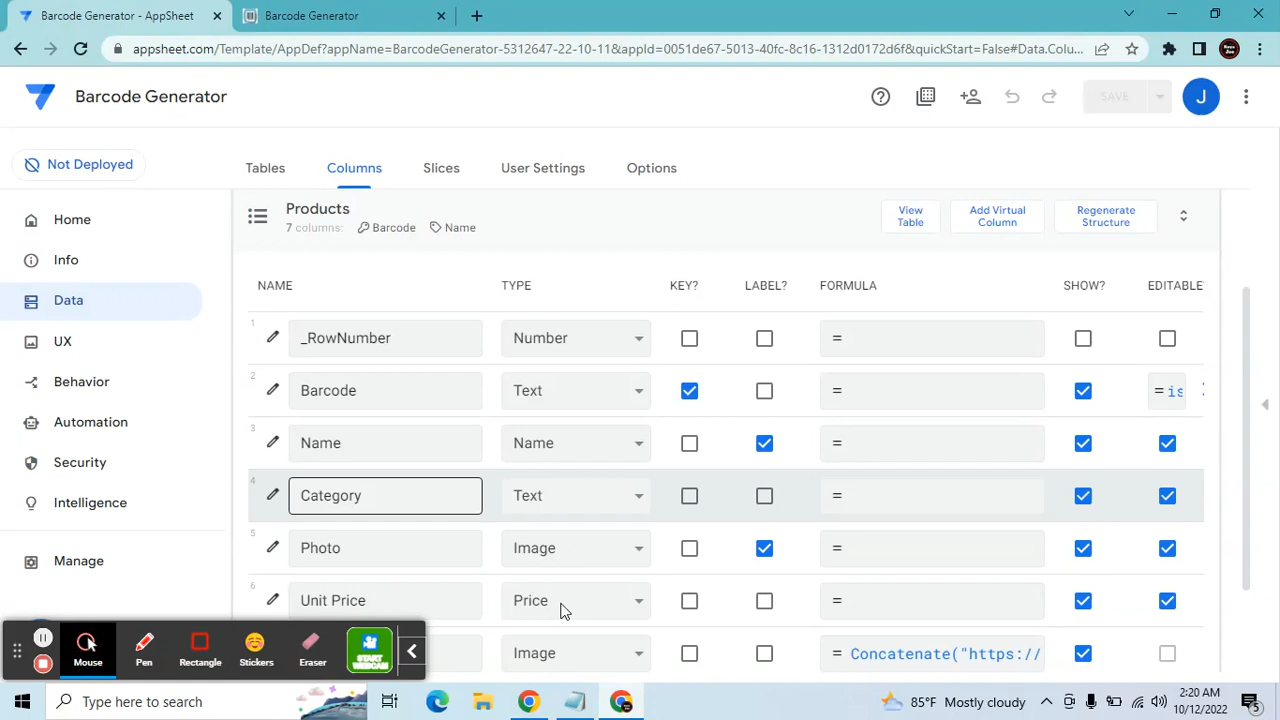 Barcode Generator - AppSheet
Barcode Generator
appsheet.com/Template/AppDef?appName=BarcodeGenerator-5312647-22-10-11&appId=0051de67-5013-40fc-8c16-1312d0172d6f&quickStart=False#Data.Colu...
Barcode Generator
SAVE
J
Not Deployed
Tables
Columns
Slices
User Settings
Options
Home
Info
Data
UX
Behavior
Automation
Security
Intelligence
Manage
Products
7 columns: Barcode Name
View Table
Add Virtual Column
Regenerate Structure
NAME TYPE KEY? LABEL? FORMULA SHOW? EDITABLE
1 _RowNumber Number =
2 Barcode Text = = is
3 Name Name =
4 Category Text =
5 Photo Image =
6 Unit Price Price =
Image = Concatenate("https://
Mouse
Pen
Rectangle
Stickers
Eraser
START WEBCAM
Type here to search
85°F Mostly cloudy
2:20 AM
10/12/2022
5